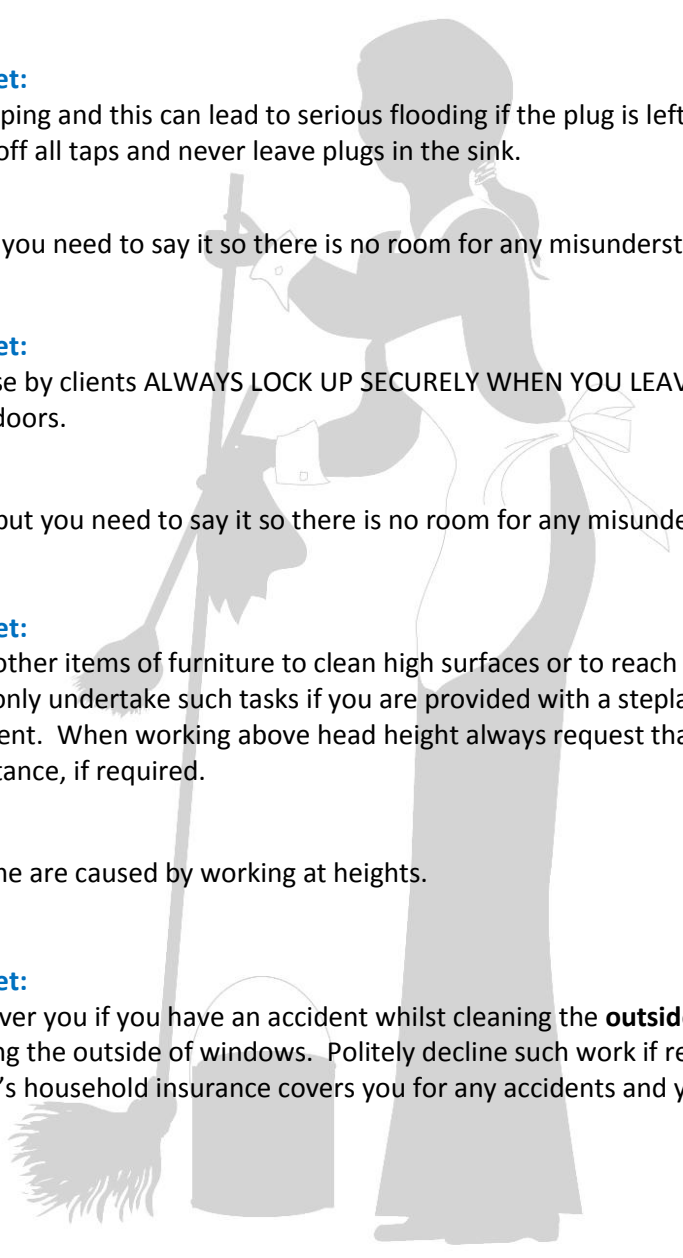 et:
ping and this can lead to serious flooding if the plug is left
off all taps and never leave plugs in the sink.
you need to say it so there is no room for any misunderst
et:
se by clients ALWAYS LOCK UP SECURELY WHEN YOU LEAV
doors.
out you need to say it so there is no room for any misunde
et:
other items of furniture to clean high surfaces or to reach
only undertake such tasks if you are provided with a stepla
ent. When working above head height always request tha
tance, if required.
me are caused by working at heights.
et:
ver you if you have an accident whilst cleaning the outside
ng the outside of windows. Politely decline such work if re
's household insurance covers you for any accidents and y